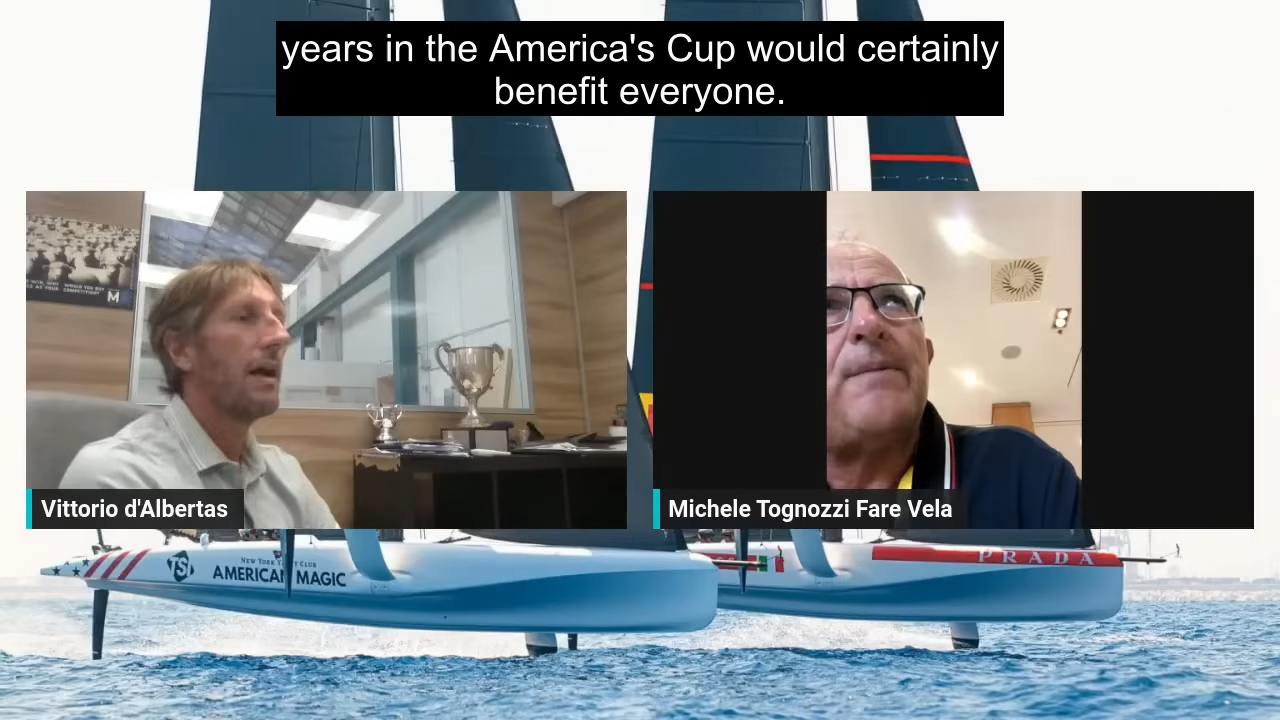 years in the America's Cup would certainly
benefit everyone.
M
Vittorio d'Albertas
Michele Tognozzi Fare Vela
NEW YORK YACHT CLUB
AMERICAN MAGIC
PRADA